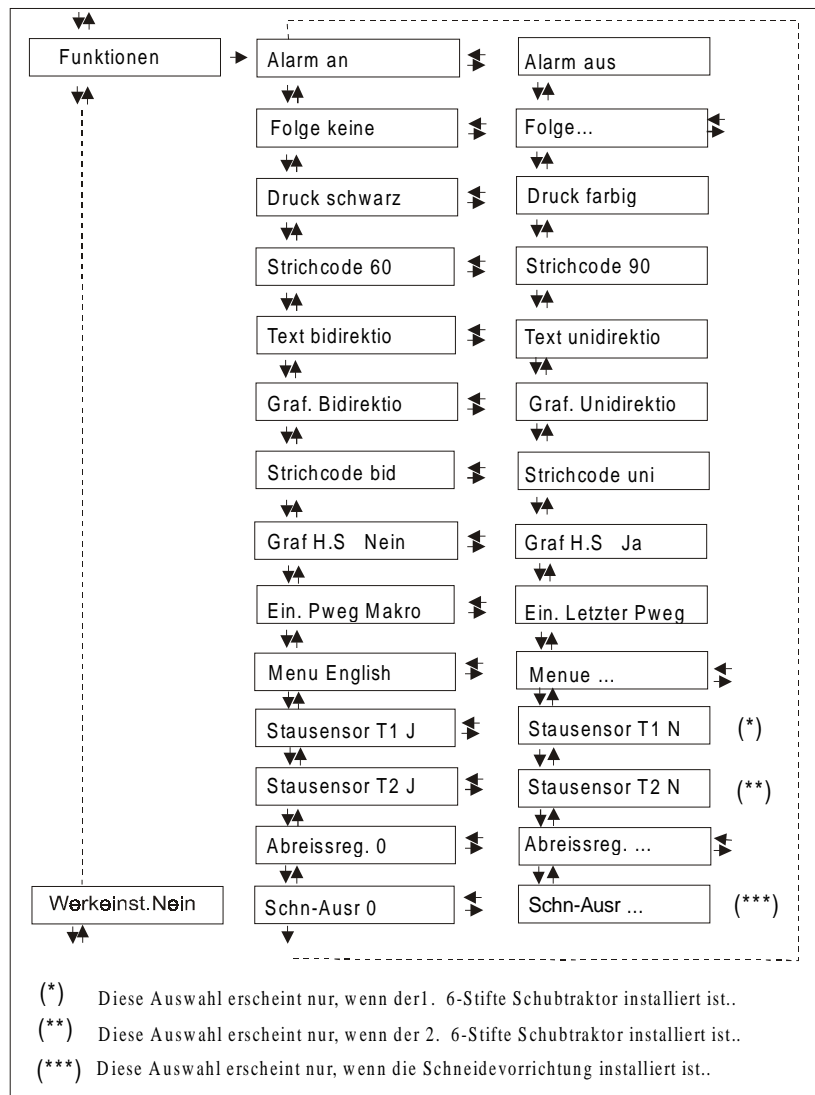 Funktionen
Alarm an
Alarm aus
Folge keine
Folge...
Druck schwarz
Druck farbig
Strichcode 60
Strichcode 90
Text bidirektio
Text unidirektio
Graf. Bidirektio
Graf. Unidirektio
Strichcode bid
Strichcode uni
Graf H.S Nein
Graf H.S Ja
Ein. Pweg Makro
Ein. Letzter Pweg
Menu English
Menue ...
Stausensor T1 J
Stausensor T1 N (*)
Stausensor T2 J
Stausensor T2 N (**)
Abreissreg. 0
Abreissreg. ...
Werkeinst.Nein
Schn-Ausr 0
Schn-Ausr ... (***)
(*) Diese Auswahl erscheint nur, wenn der1. 6-Stifte Schubtraktor installiert ist..
(**) Diese Auswahl erscheint nur, wenn der 2. 6-Stifte Schubtraktor installiert ist..
(***) Diese Auswahl erscheint nur, wenn die Schneidevorrichtung installiert ist..